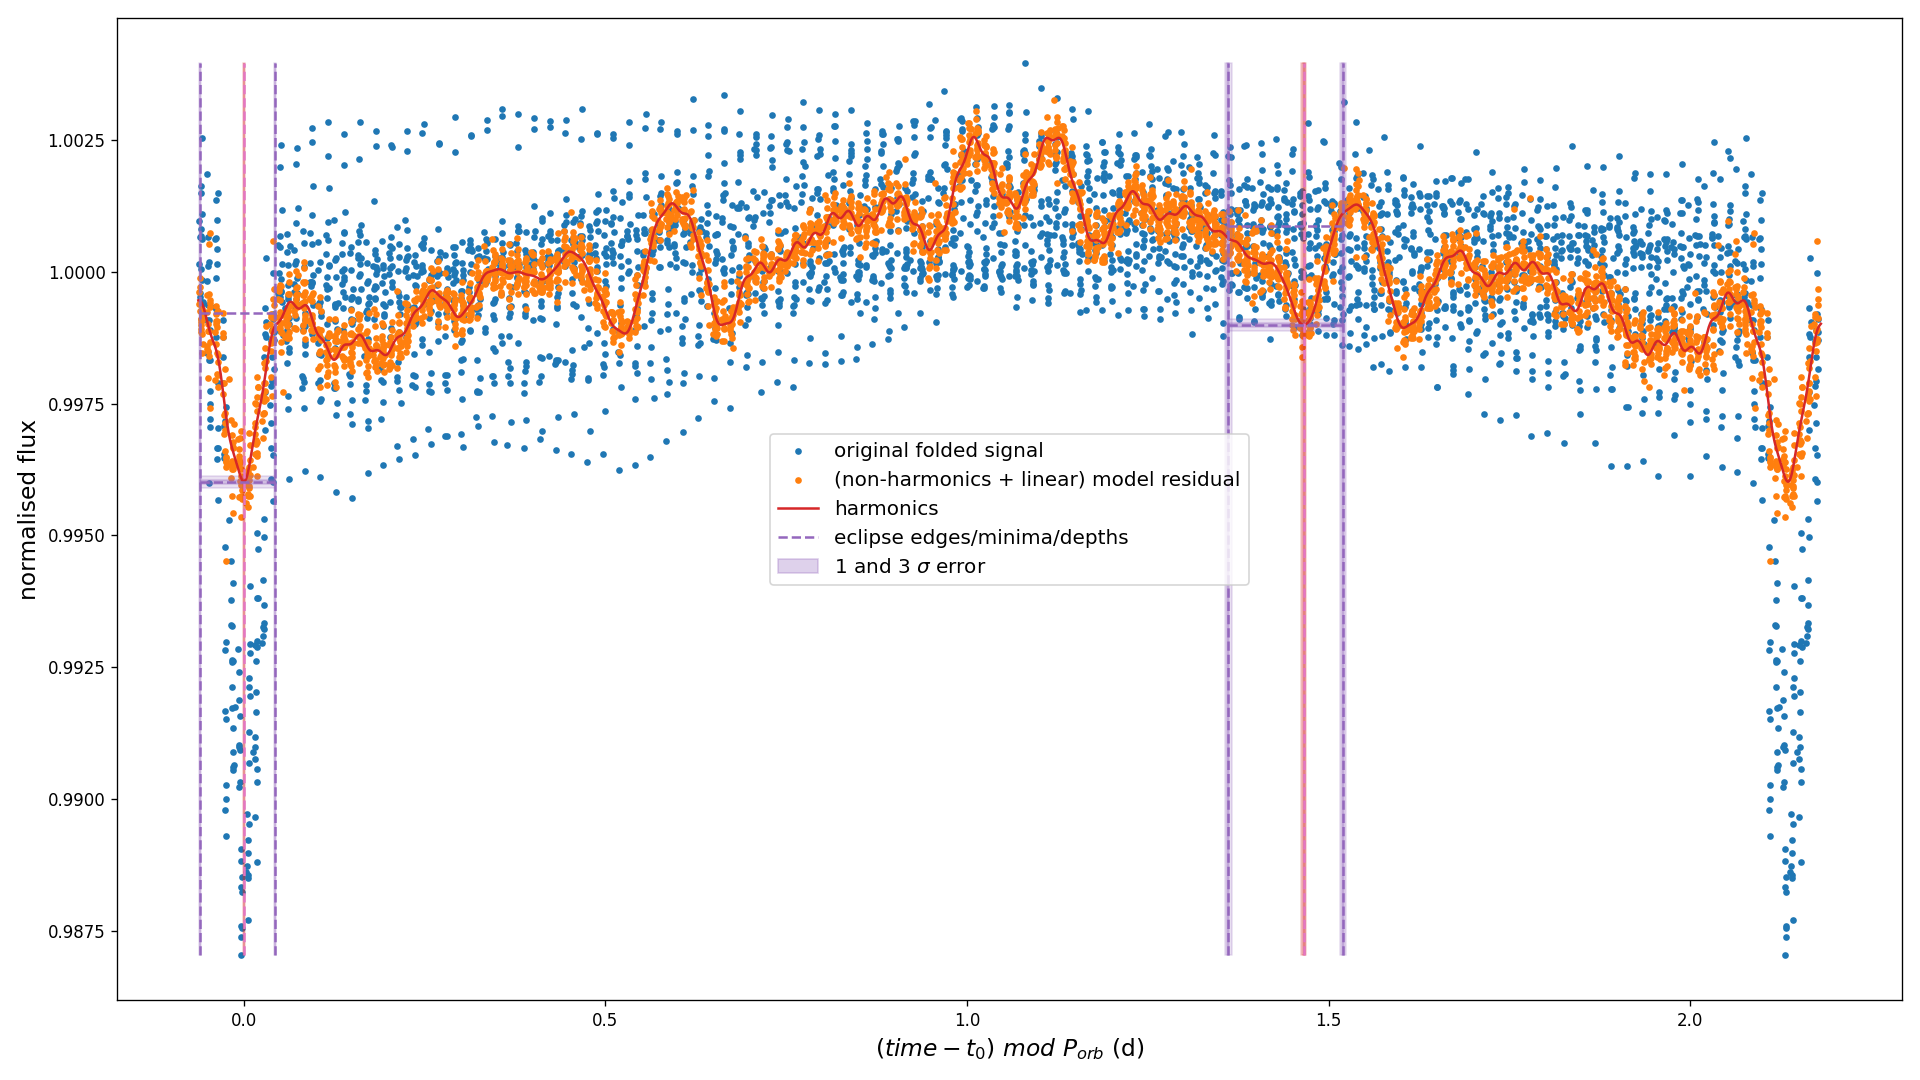 normalised flux
1.0025
1.0000
0.9975
0.9950
0.9925
0.9900
0.9875
original folded signal
(non-harmonics + linear) model residual
harmonics
eclipse edges/minima/depths
1 and 3 σ error
0.0 0.5 1.0 1.5 2.0
(time − t₀) mod Pₒᵣb (d)